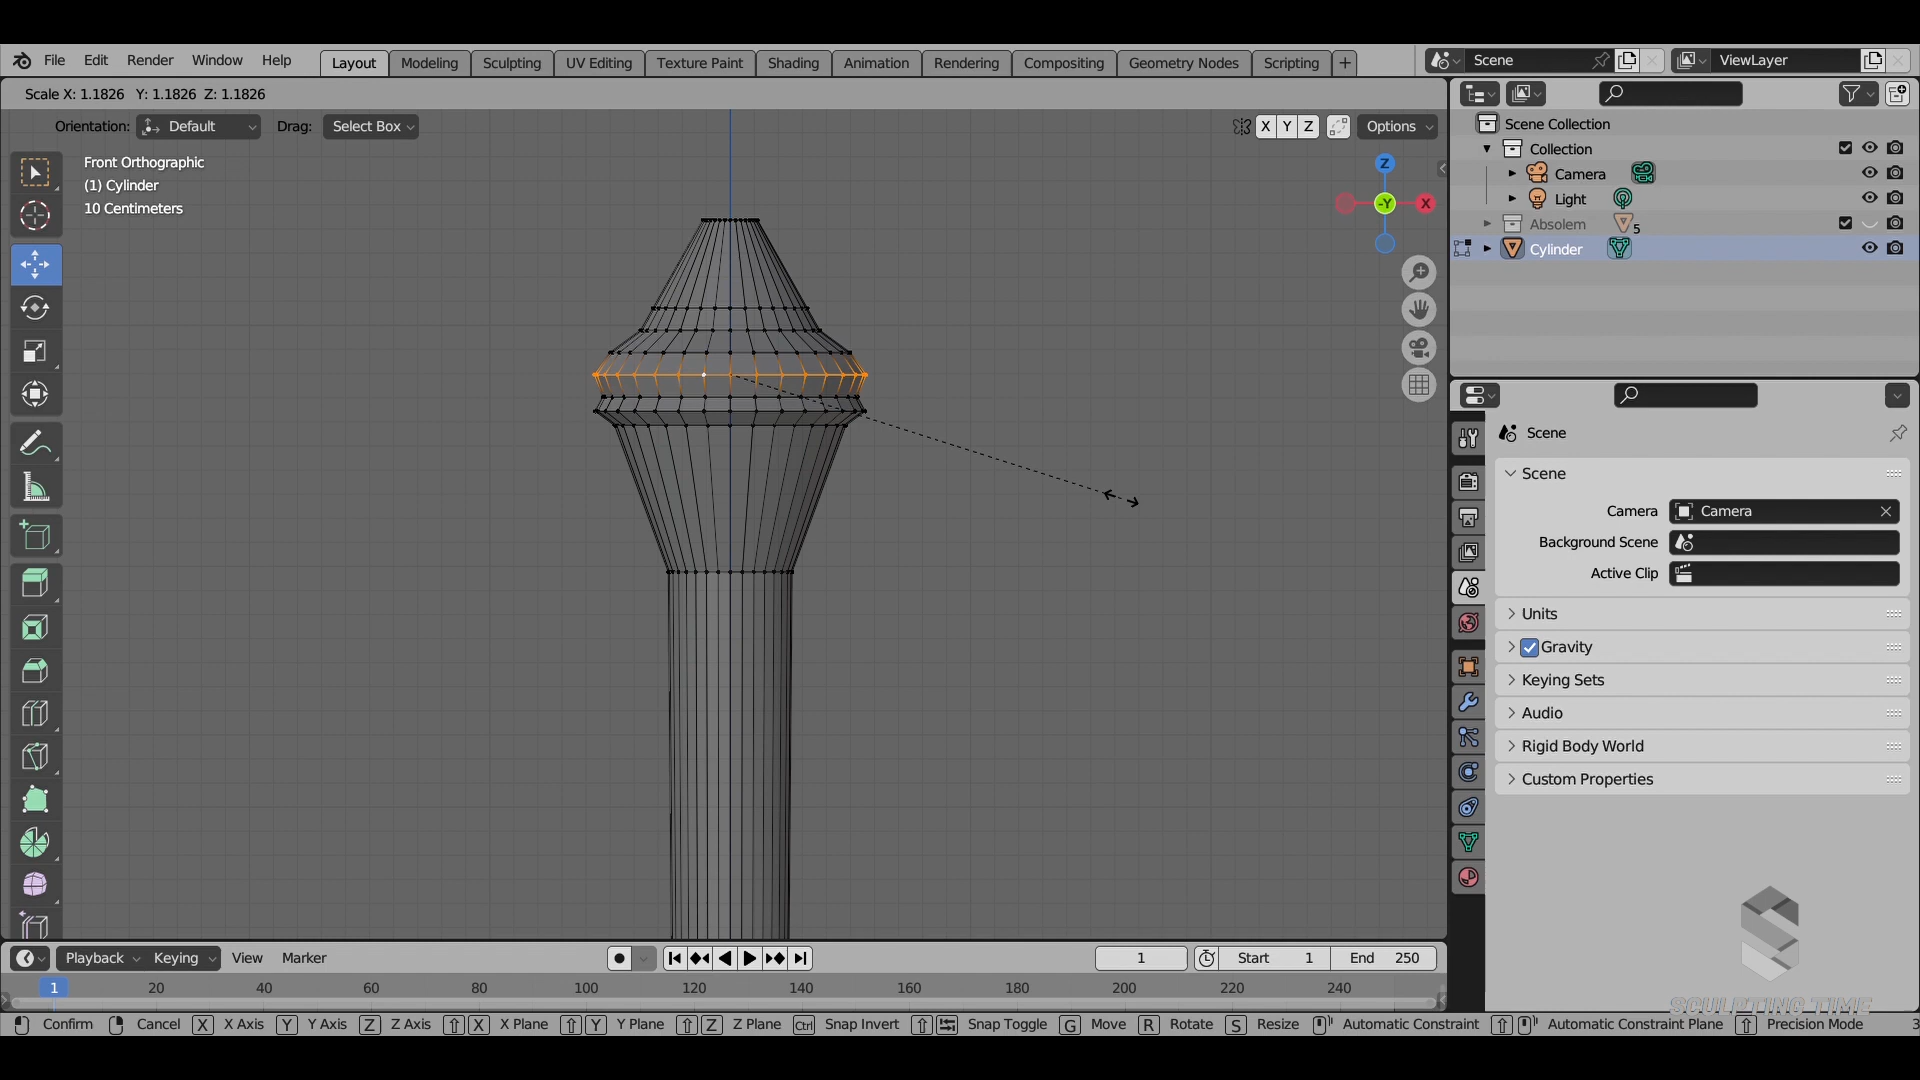 File Edit Render Window Help Layout Modeling Sculpting UV Editing Texture Paint Shading Animation Rendering Compositing Geometry Nodes Scripting + Scene ViewLayer
Scale X: 1.1826 Y: 1.1826 Z: 1.1826
Orientation: Default Drag: Select Box X Y Z Options
Front Orthographic
(1) Cylinder
10 Centimeters
Z
-Y X
Scene Collection
Collection
Camera
Light
Absolem 5
Cylinder
Scene
Scene
Camera Camera
Background Scene
Active Clip
Units
Gravity
Keying Sets
Audio
Rigid Body World
Custom Properties
Playback Keying View Marker 1 Start 1 End 250
1 20 40 60 80 100 120 140 160 180 200 220 240
SCULPTING TIME
Confirm Cancel X X Axis Y Y Axis Z Z Axis X X Plane Y Y Plane Z Z Plane Ctrl Snap Invert Snap Toggle G Move R Rotate S Resize Automatic Constraint Automatic Constraint Plane Precision Mode 3